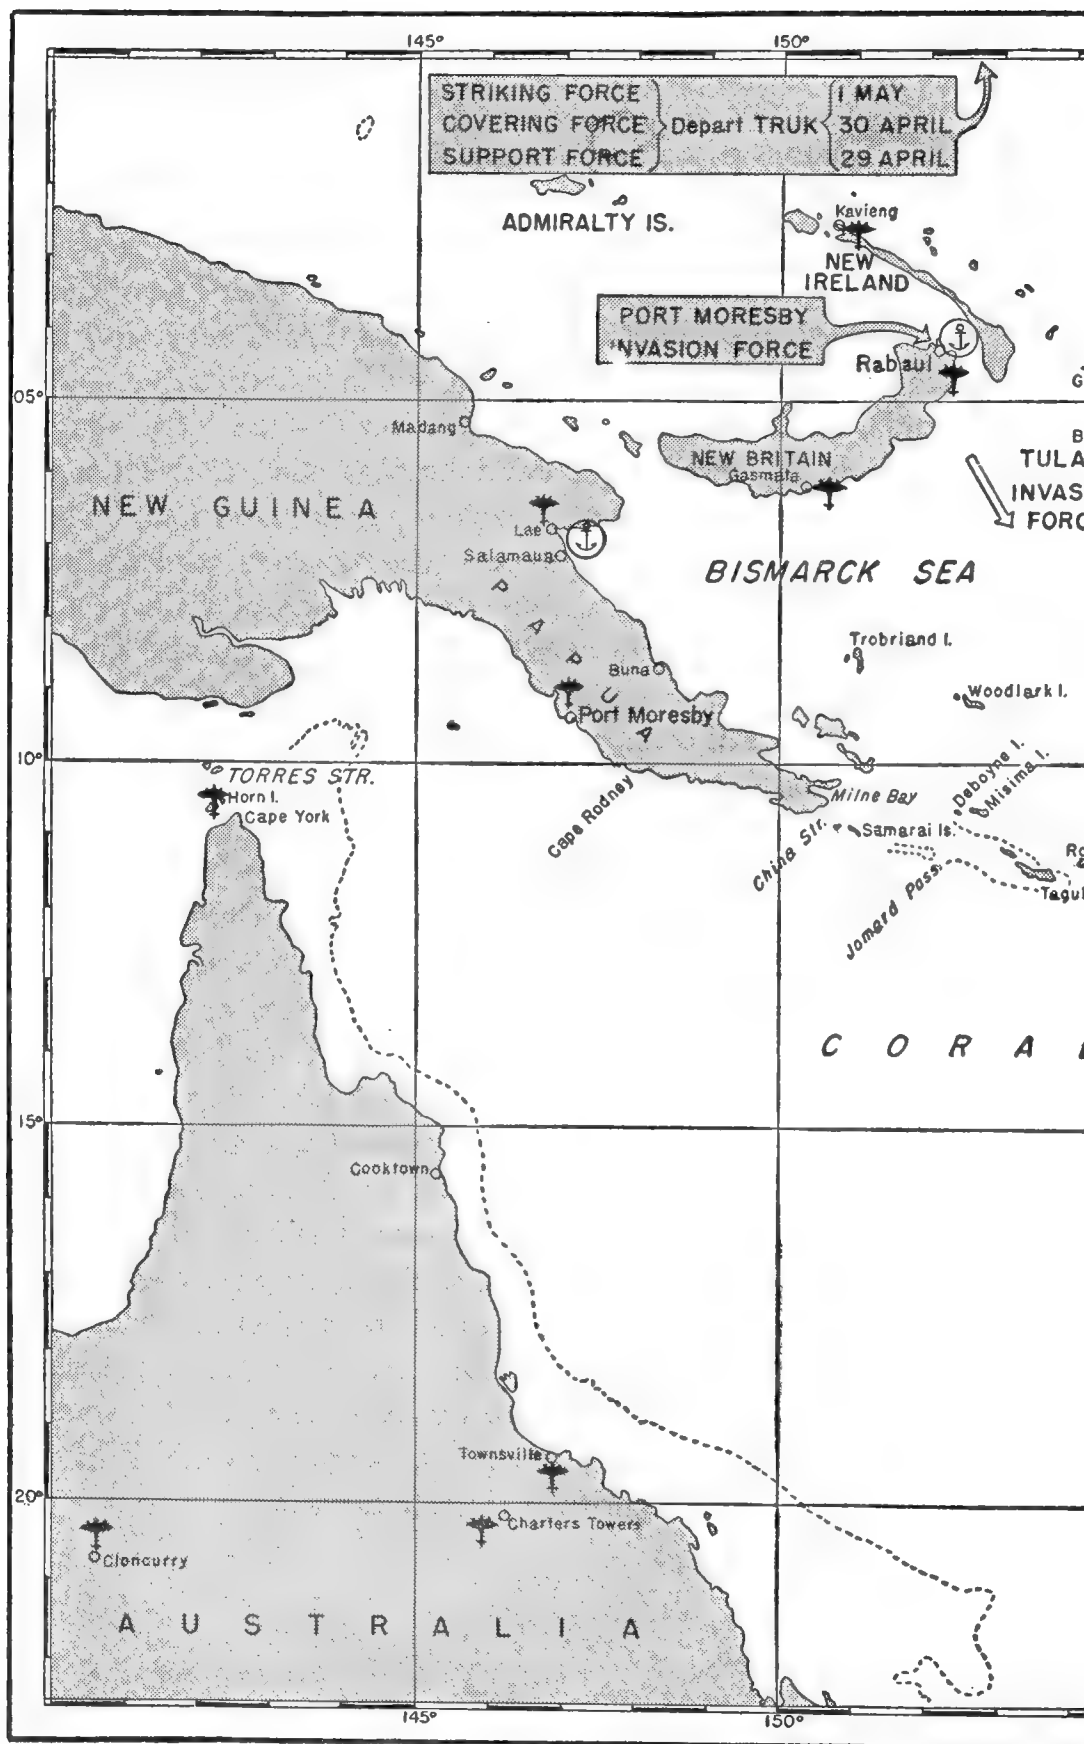 145°
150°
STRIKING FORCE
COVERING FORCE
SUPPORT FORCE
Depart TRUK
1 MAY
30 APRIL
29 APRIL
ADMIRALTY IS.
Kavieng
NEW
IRELAND
PORT MORESBY
INVASION FORCE
Rabaul
05°
G
Madang
B
TULA
INVAS
FORC
NEW BRITAIN
Gasmata
NEW GUINEA
Lae
Salamaua
BISMARCK SEA
PAPUA
Trobriand I.
Buna
Woodlark I.
Port Moresby
10°
TORRES STR.
Horn I.
Cape York
Cape Rodney
Milne Bay
Deboyne I.
Misima I.
China Str.
Samarai Is.
Ro
Jomard Pass.
Tagul
CORA
15°
Cooktown
Townsville
20°
Charters Towers
Cloncurry
AUSTRALIA
145°
150°